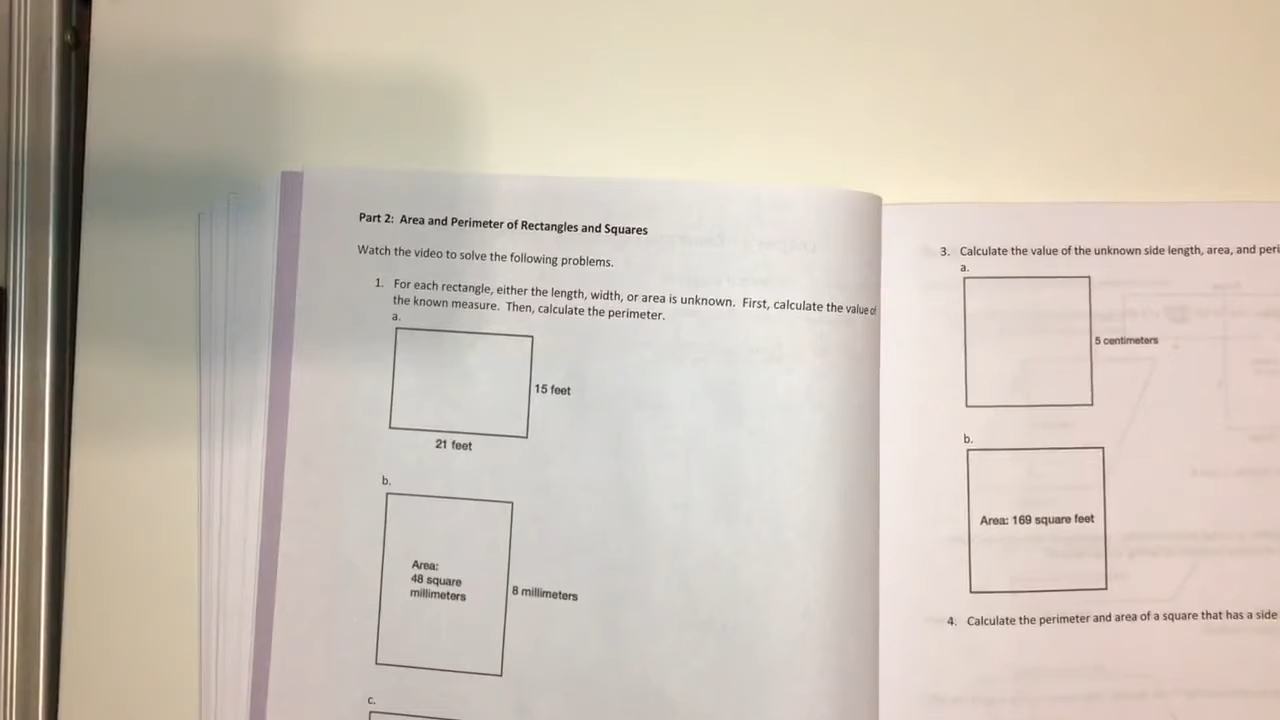 Part 2: Area and Perimeter of Rectangles and Squares
Watch the video to solve the following problems.
1. For each rectangle, either the length, width, or area is unknown. First, calculate the value of
the known measure. Then, calculate the perimeter.
a.
15 feet
21 feet
b.
Area:
48 square
millimeters
8 millimeters
c.
3. Calculate the value of the unknown side length, area, and peri
a.
5 centimeters
b.
Area: 169 square feet
4. Calculate the perimeter and area of a square that has a side